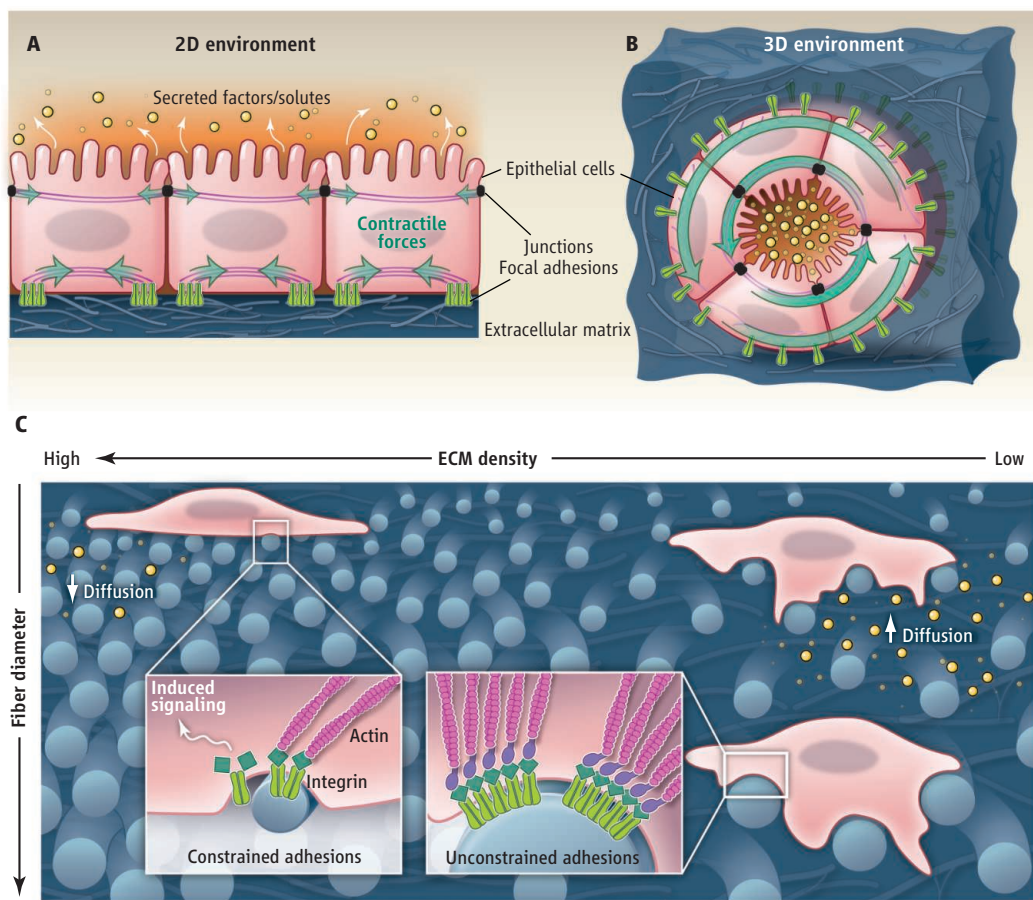 A
2D environment
B
3D environment
Secreted factors/solutes
Epithelial cells
Contractile
forces
Junctions
Focal adhesions
Extracellular matrix
C
High
ECM density
Low
Fiber diameter
Diffusion
Diffusion
Induced
signaling
Actin
Integrin
Constrained adhesions
Unconstrained adhesions